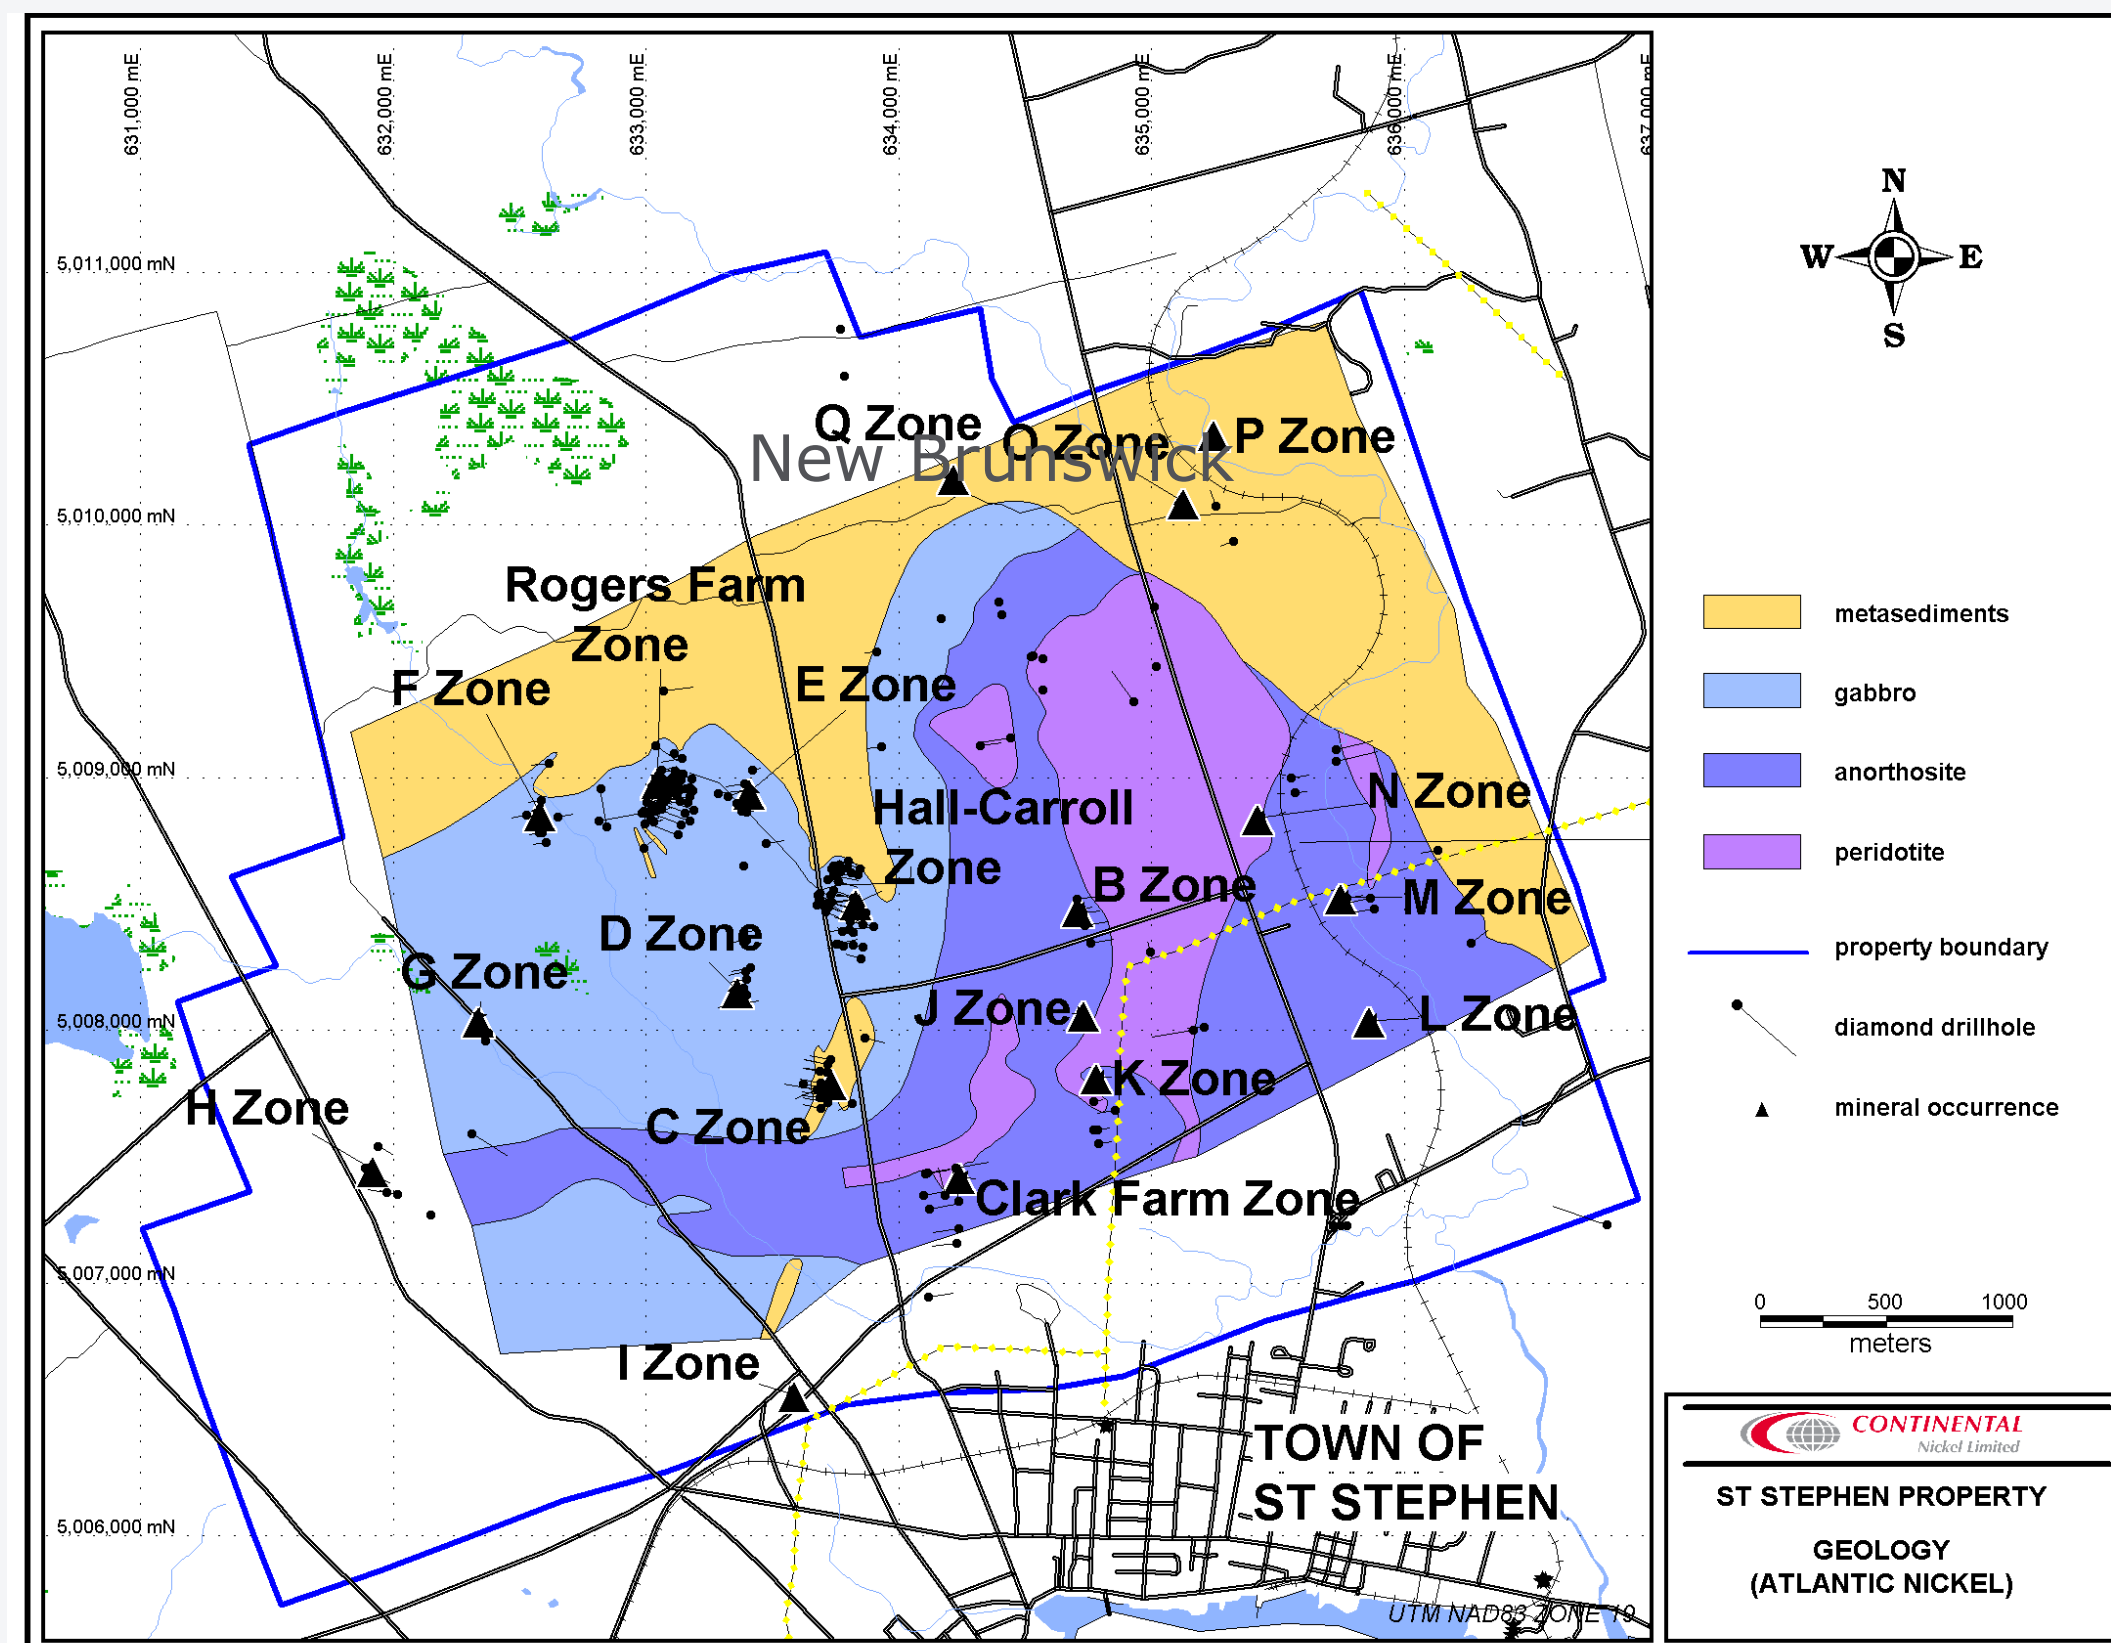 631,000 mE
632,000 mE
633,000 mE
634,000 mE
635,000 mE
636,000 mE
637,000 mE
5,011,000 mN
5,010,000 mN
5,009,000 mN
5,008,000 mN
5,007,000 mN
5,006,000 mN
Q Zone
O Zone
P Zone
New Brunswick
Rogers Farm
Zone
F Zone
E Zone
Hall-Carroll
Zone
N Zone
B Zone
M Zone
D Zone
G Zone
J Zone
L Zone
H Zone
K Zone
C Zone
Clark Farm Zone
I Zone
TOWN OF
ST STEPHEN
UTM NAD83 ZONE 19
N
W
E
S
metasediments
gabbro
anorthosite
peridotite
property boundary
diamond drillhole
mineral occurrence
0 500 1000
meters
CONTINENTAL
Nickel Limited
ST STEPHEN PROPERTY
GEOLOGY
(ATLANTIC NICKEL)